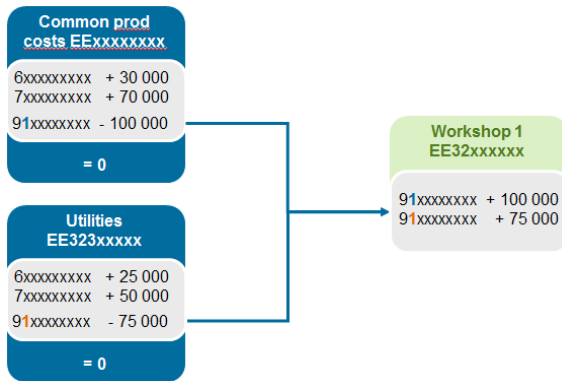 Common prod
costs EExxxxxxxx
6xxxxxxxxx + 30 000
7xxxxxxxxx + 70 000
91xxxxxxxx - 100 000
= 0
Workshop 1
EE32xxxxxx
91xxxxxxxx + 100 000
91xxxxxxxx + 75 000
Utilities
EE323xxxxx
6xxxxxxxxx + 25 000
7xxxxxxxxx + 50 000
91xxxxxxxx - 75 000
= 0